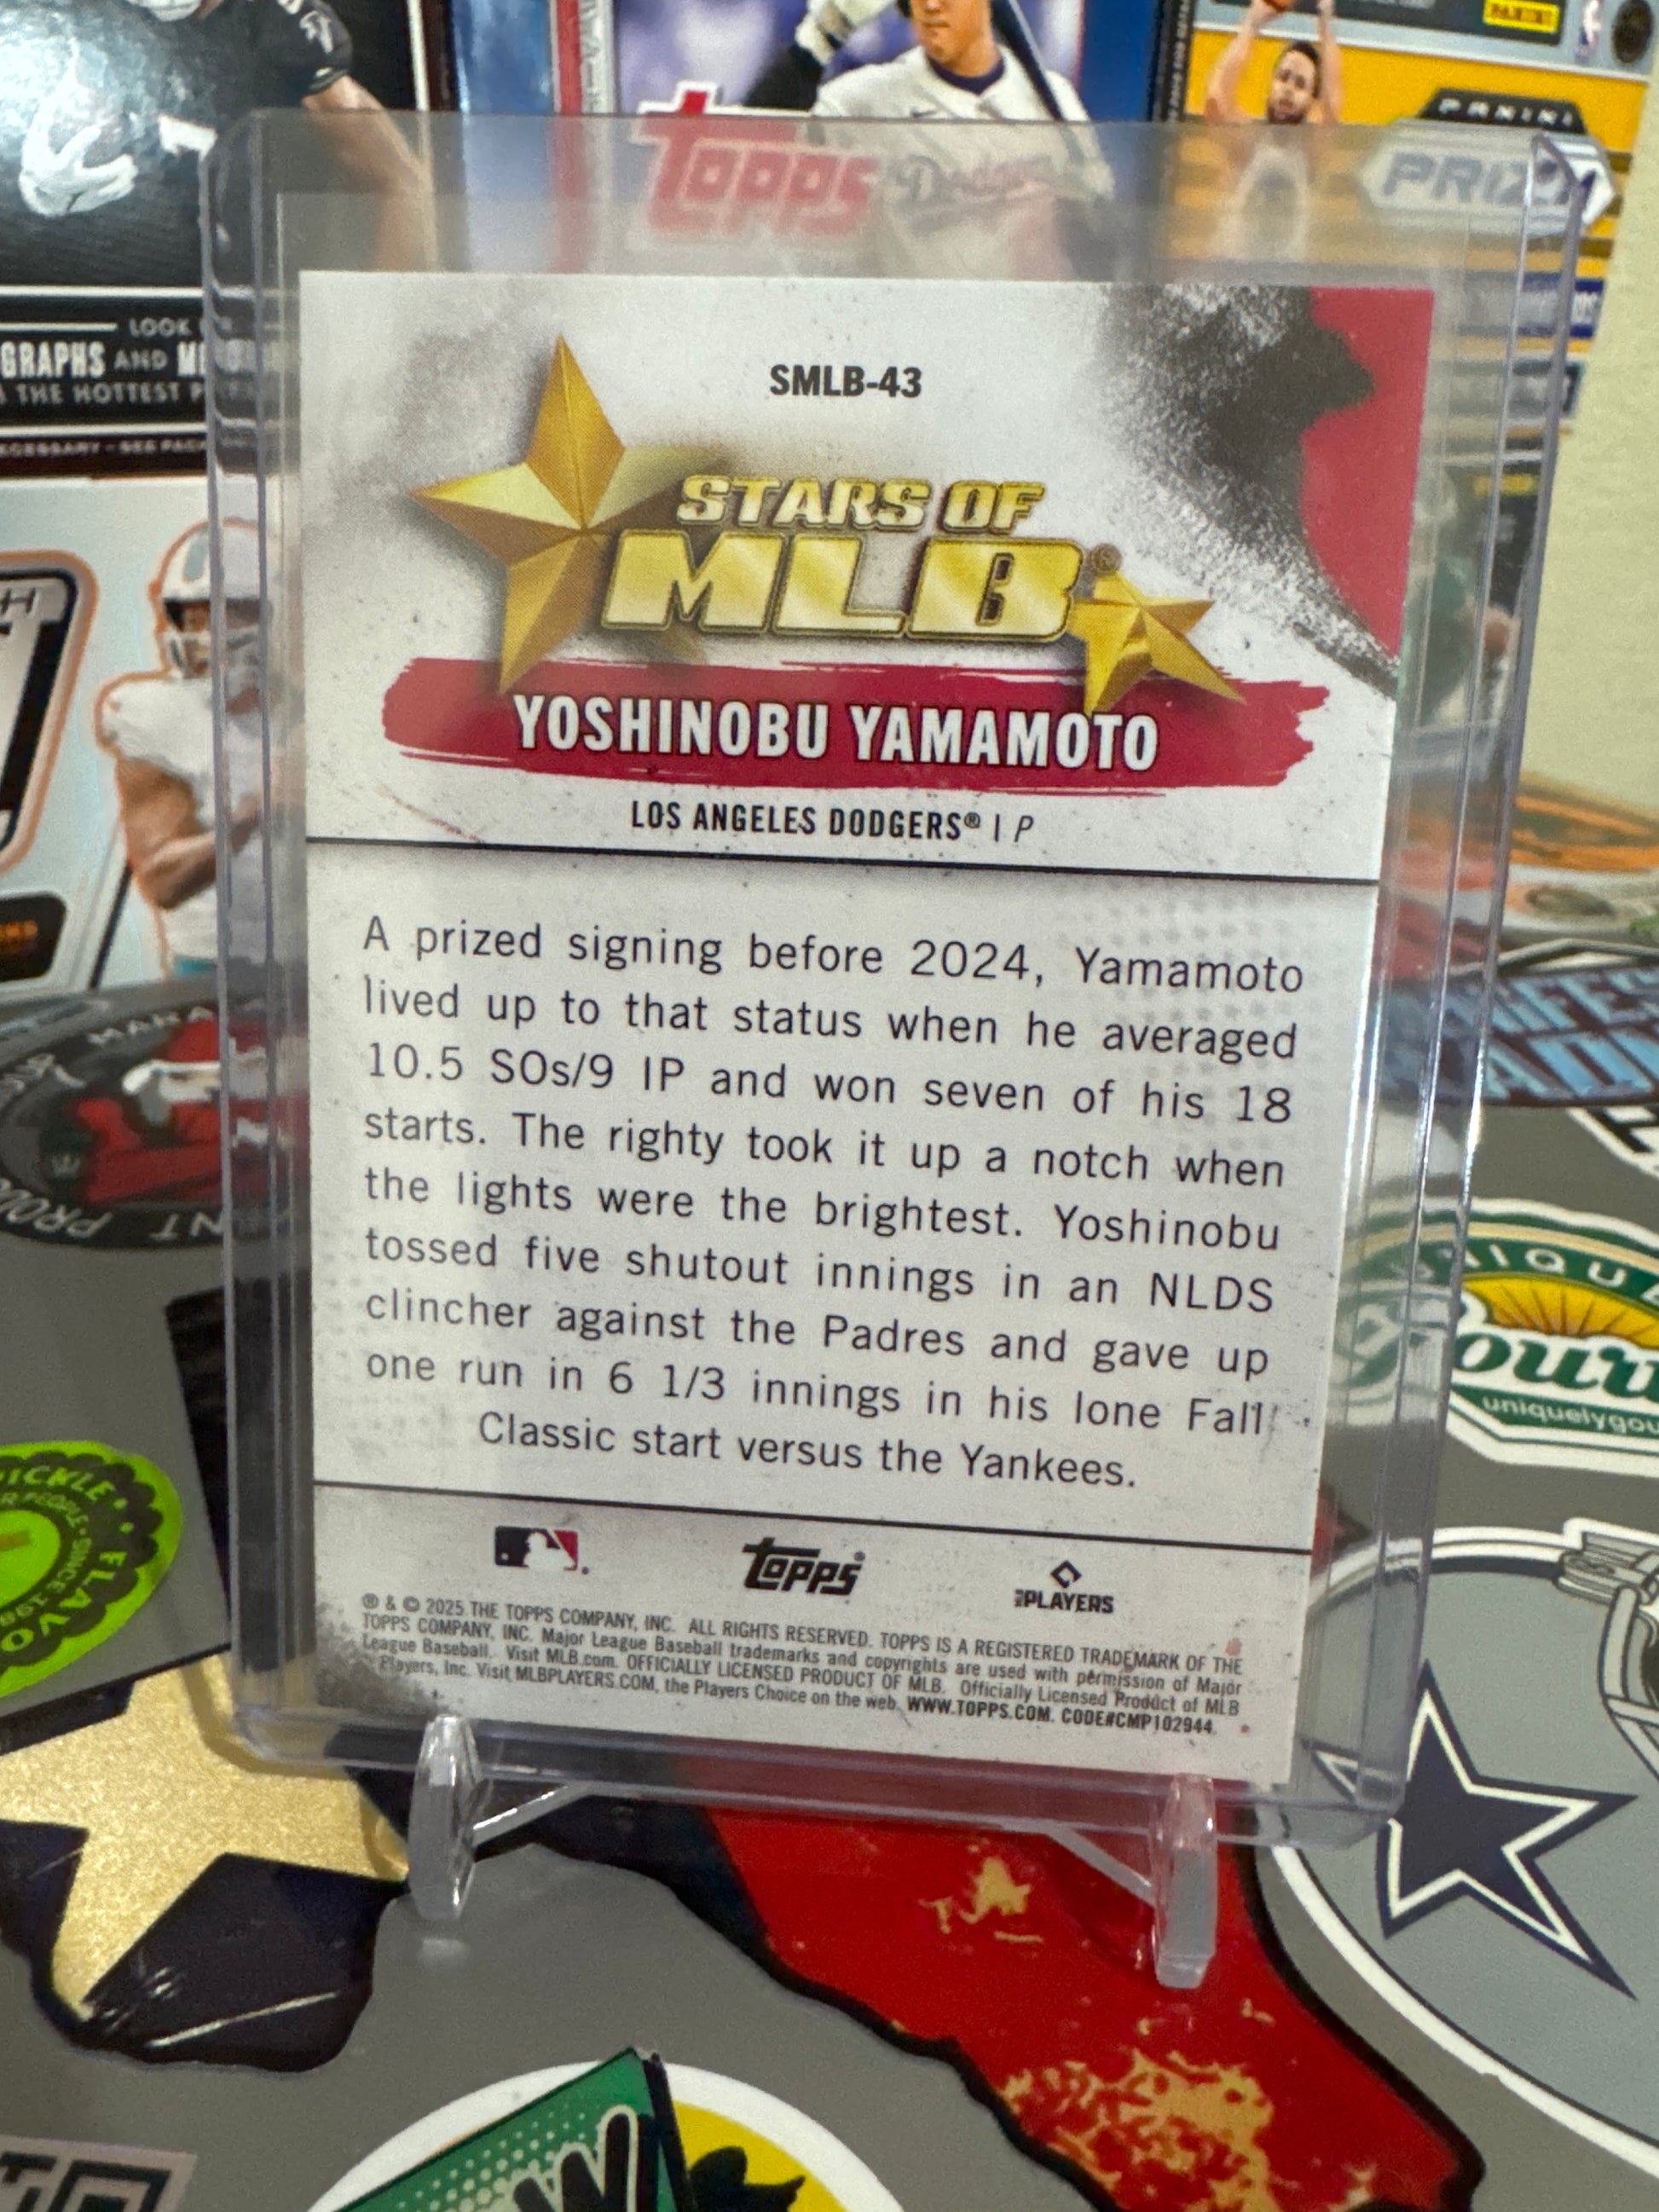 PANINI
Topps
Dodgers
PANINI
PRIZM
LOOK
GRAPHS AND
THE HOTTEST
SMLB-43
STARS OF
MLB®
YOSHINOBU YAMAMOTO
LOS ANGELES DODGERS® | P
A prized signing before 2024, Yamamoto
lived up to that status when he averaged
10.5 SOs/9 IP and won seven of his 18
starts. The righty took it up a notch when
the lights were the brightest. Yoshinobu
tossed five shutout innings in an NLDS
clincher against the Padres and gave up
one run in 6 1/3 innings in his lone Fall
Classic start versus the Yankees.
Topps®
PLAYERS
® & © 2025 THE TOPPS COMPANY, INC. ALL RIGHTS RESERVED. TOPPS IS A REGISTERED TRADEMARK OF THE
TOPPS COMPANY, INC. Major League Baseball trademarks and copyrights are used with permission of Major
League Baseball. Visit MLB.com. OFFICIALLY LICENSED PRODUCT OF MLB. Officially Licensed Product of MLB
Players, Inc. Visit MLBPLAYERS.COM, the Players Choice on the web. WWW.TOPPS.COM. CODE#CMP102944.